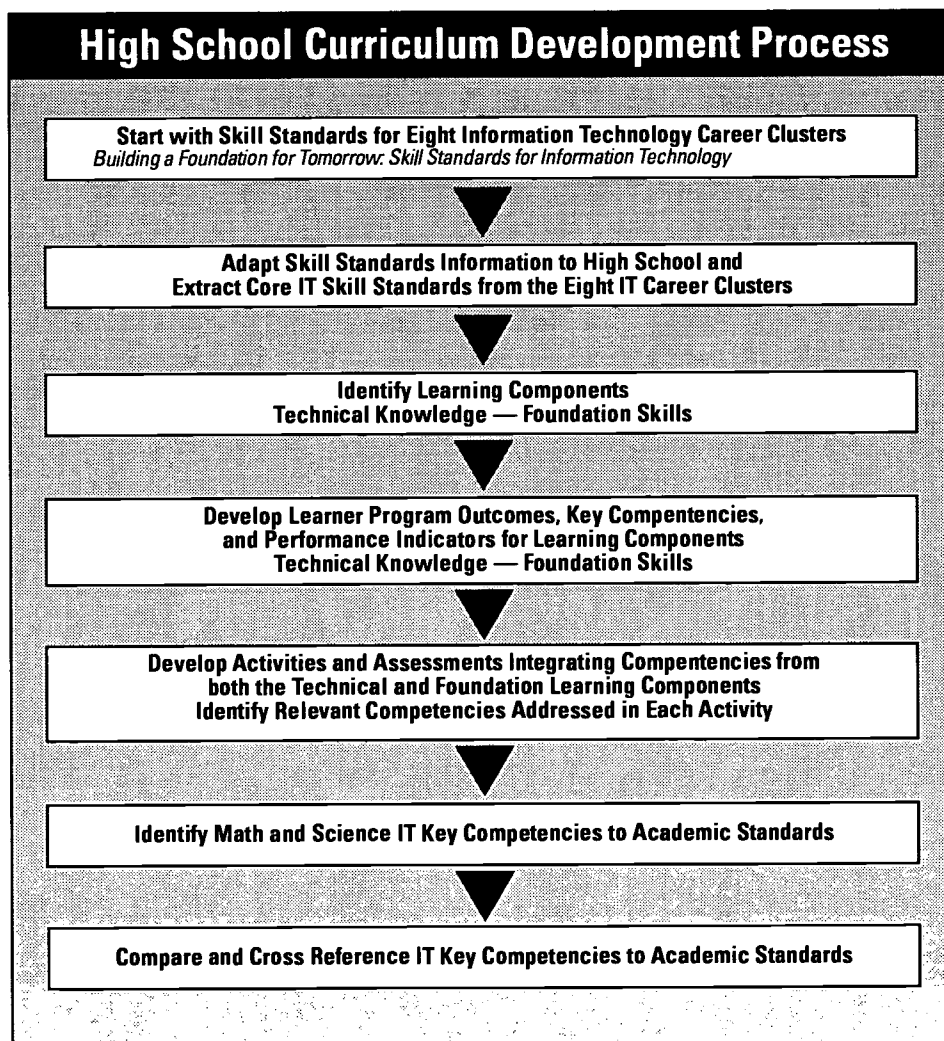 High School Curriculum Development Process
Start with Skill Standards for Eight Information Technology Career Clusters
Building a Foundation for Tomorrow: Skill Standards for Information Technology
Adapt Skill Standards Information to High School and
Extract Core IT Skill Standards from the Eight IT Career Clusters
Identify Learning Components
Technical Knowledge — Foundation Skills
Develop Learner Program Outcomes, Key Compentencies,
and Performance Indicators for Learning Components
Technical Knowledge — Foundation Skills
Develop Activities and Assessments Integrating Compentencies from
both the Technical and Foundation Learning Components
Identify Relevant Competencies Addressed in Each Activity
Identify Math and Science IT Key Competencies to Academic Standards
Compare and Cross Reference IT Key Competencies to Academic Standards